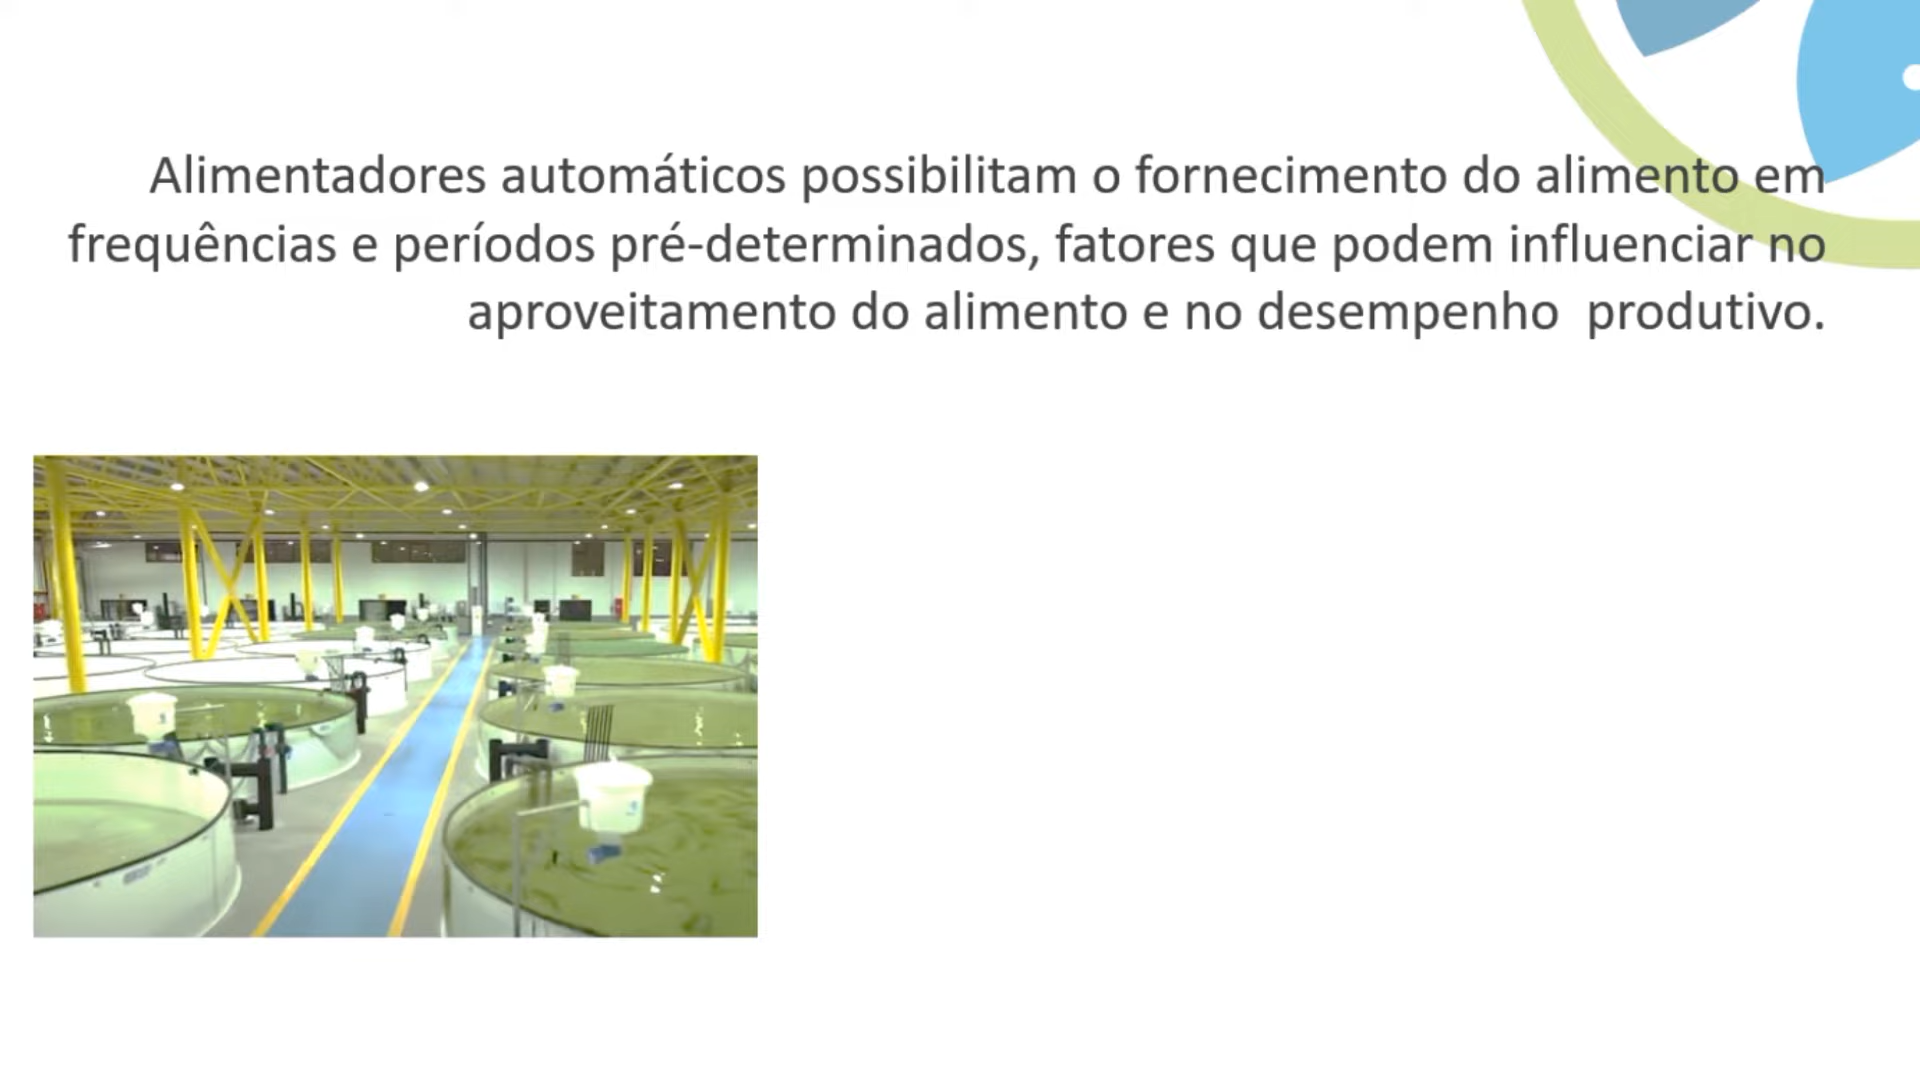 Alimentadores automáticos possibilitam o fornecimento do alimento em
frequências e períodos pré-determinados, fatores que podem influenciar no
aproveitamento do alimento e no desempenho  produtivo.